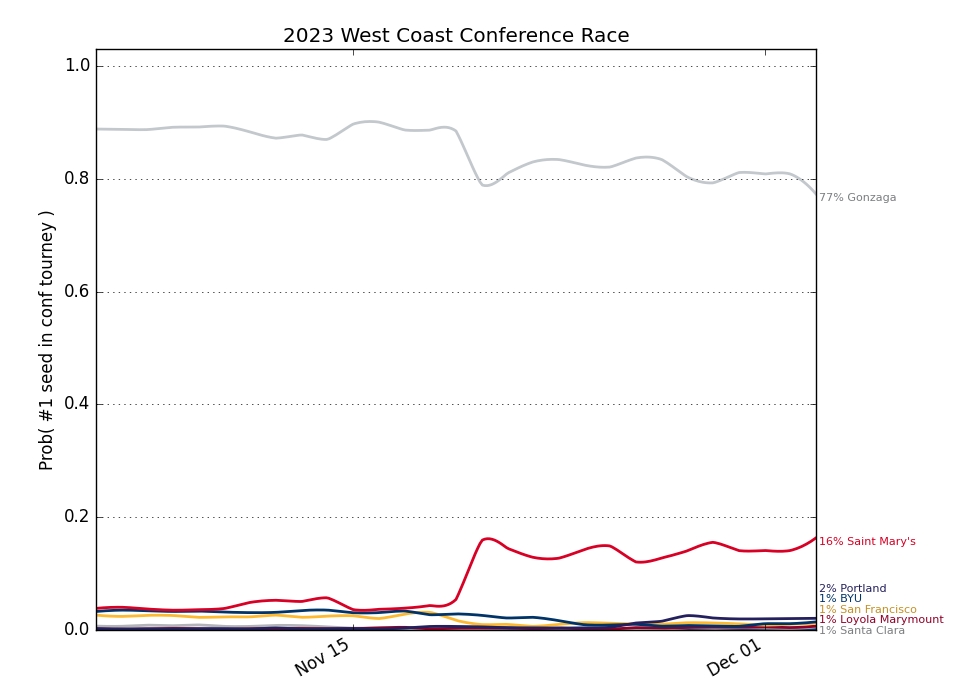 2023 West Coast Conference Race
Prob( #1 seed in conf tourney )
1.0
0.8
0.6
0.4
0.2
0.0
Nov 15
Dec 01
77% Gonzaga
16% Saint Mary's
2% Portland
1% BYU
1% San Francisco
1% Loyola Marymount
1% Santa Clara